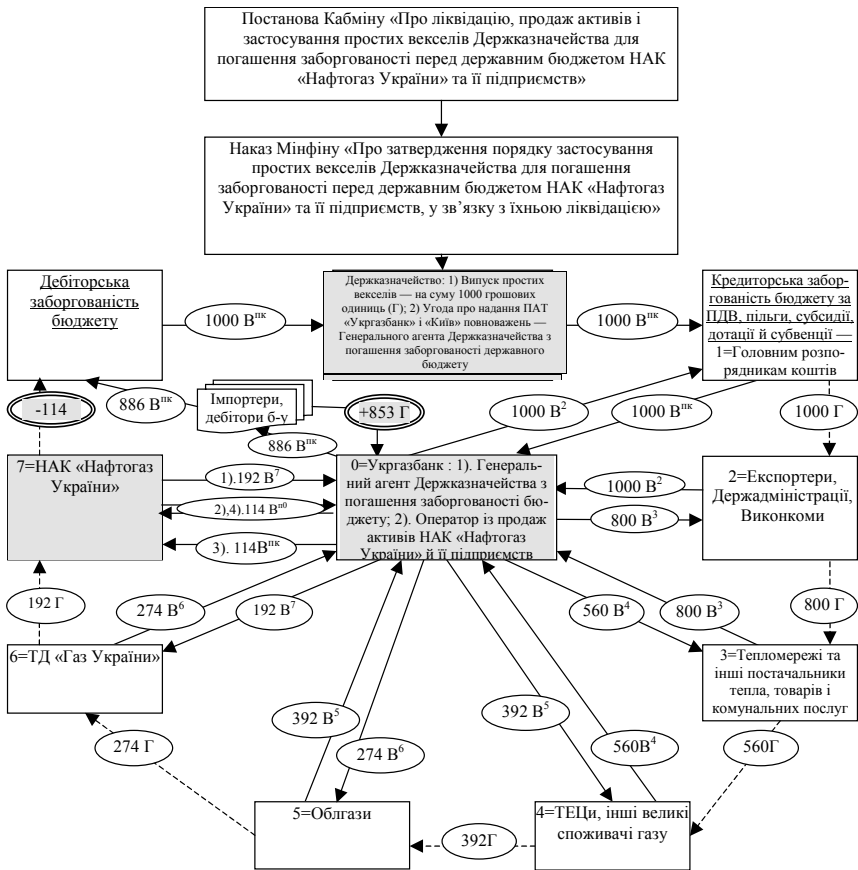 Постанова Кабміну «Про ліквідацію, продаж активів і
застосування простих векселів Держказначейства для
погашення заборгованості перед державним бюджетом НАК
«Нафтогаз України» та її підприємств»
Наказ Мінфіну «Про затвердження порядку застосування
простих векселів Держказначейства для погашення
заборгованості перед державним бюджетом НАК «Нафтогаз
України» та її підприємств, у зв’язку з їхньою ліквідацією»
Дебіторська
заборгованість
бюджету
1000 Впк
Держказначейство: 1) Випуск простих
векселів — на суму 1000 грошових
одиниць (Г); 2) Угода про надання ПАТ
«Укргазбанк» і «Київ» повноважень —
Генерального агента Держказначейства з
погашення заборгованості державного
бюджету
1000 Впк
Кредиторська забор-
гованість бюджету за
ПДВ, пільги, субсидії,
дотації й субвенції —
1=Головним розпо-
рядникам коштів
-114
886 Впк
Імпортери,
дебітори б-у
+853 Г
1000 В2
1000 Впк
1000 Г
886 Впк
7=НАК «Нафтогаз
України»
1).192 В7
2),4).114 Вп0
3). 114Впк
0=Укргазбанк : 1). Генераль-
ний агент Держказначейства з
погашення заборгованості бю-
джету; 2). Оператор із продаж
активів НАК «Нафтогаз
України» й її підприємств
1000 В2
800 В3
2=Експортери,
Держадміністрації,
Виконкоми
192 Г
274 В6
192 В7
560 В4
800 В3
800 Г
6=ТД «Газ України»
3=Тепломережі та
інші постачальники
тепла, товарів і
комунальних послуг
392 В5
274 В6
392 В5
560В4
274 Г
560Г
5=Облгази
392Г
4=ТЕЦи, інші великі
споживачі газу